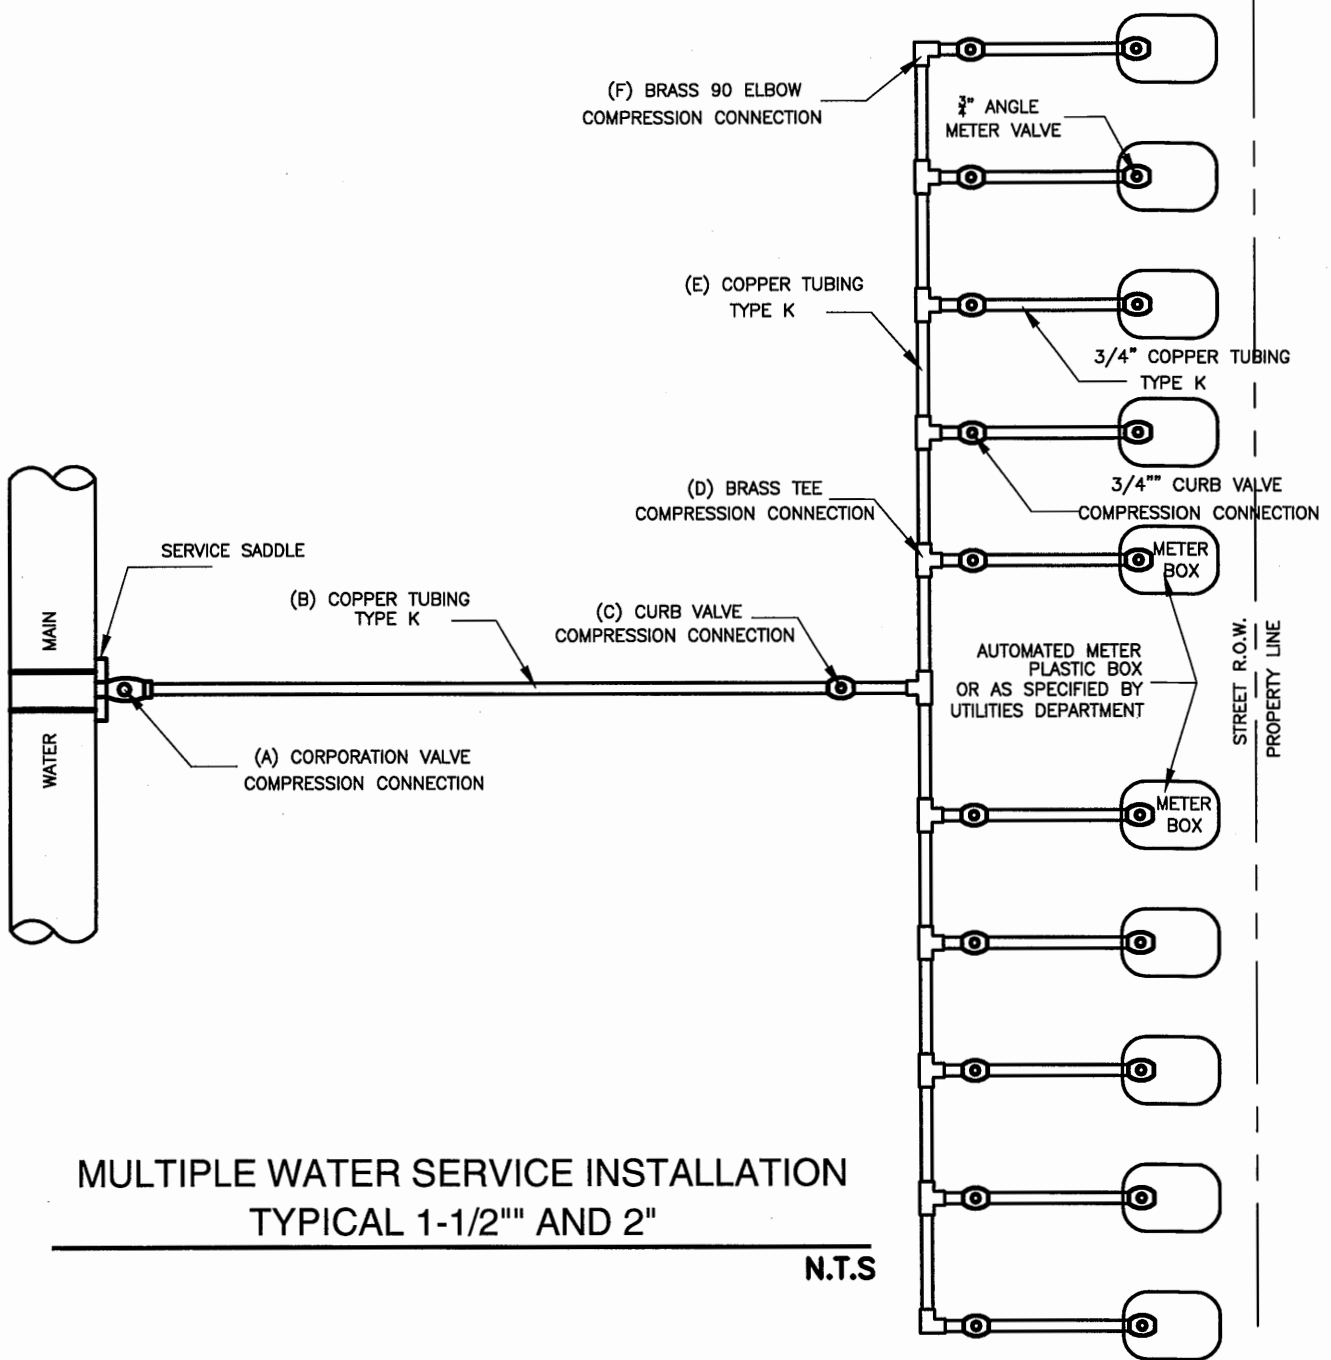 (F) BRASS 90 ELBOW
COMPRESSION CONNECTION
3/4" ANGLE
METER VALVE
(E) COPPER TUBING
TYPE K
3/4" COPPER TUBING
TYPE K
(D) BRASS TEE
COMPRESSION CONNECTION
3/4"" CURB VALVE
COMPRESSION CONNECTION
SERVICE SADDLE
METER
BOX
(B) COPPER TUBING
TYPE K
(C) CURB VALVE
COMPRESSION CONNECTION
AUTOMATED METER
PLASTIC BOX
OR AS SPECIFIED BY
UTILITIES DEPARTMENT
STREET R.O.W.
PROPERTY LINE
WATER MAIN
(A) CORPORATION VALVE
COMPRESSION CONNECTION
METER
BOX
MULTIPLE WATER SERVICE INSTALLATION
TYPICAL 1-1/2"" AND 2"
N.T.S